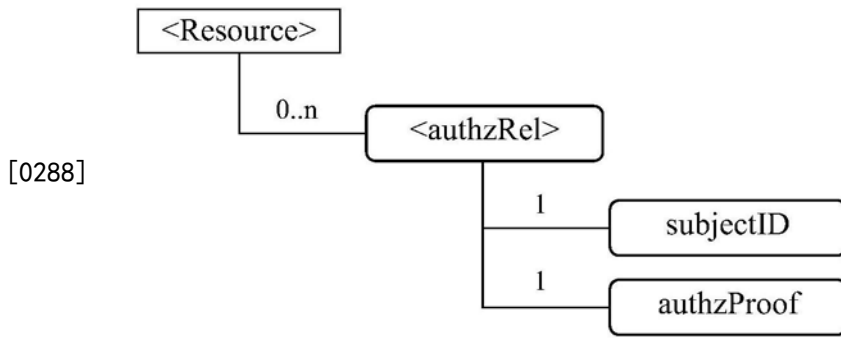 <Resource>
0..n
<authzRel>
[0288]
1
subjectID
1
authzProof